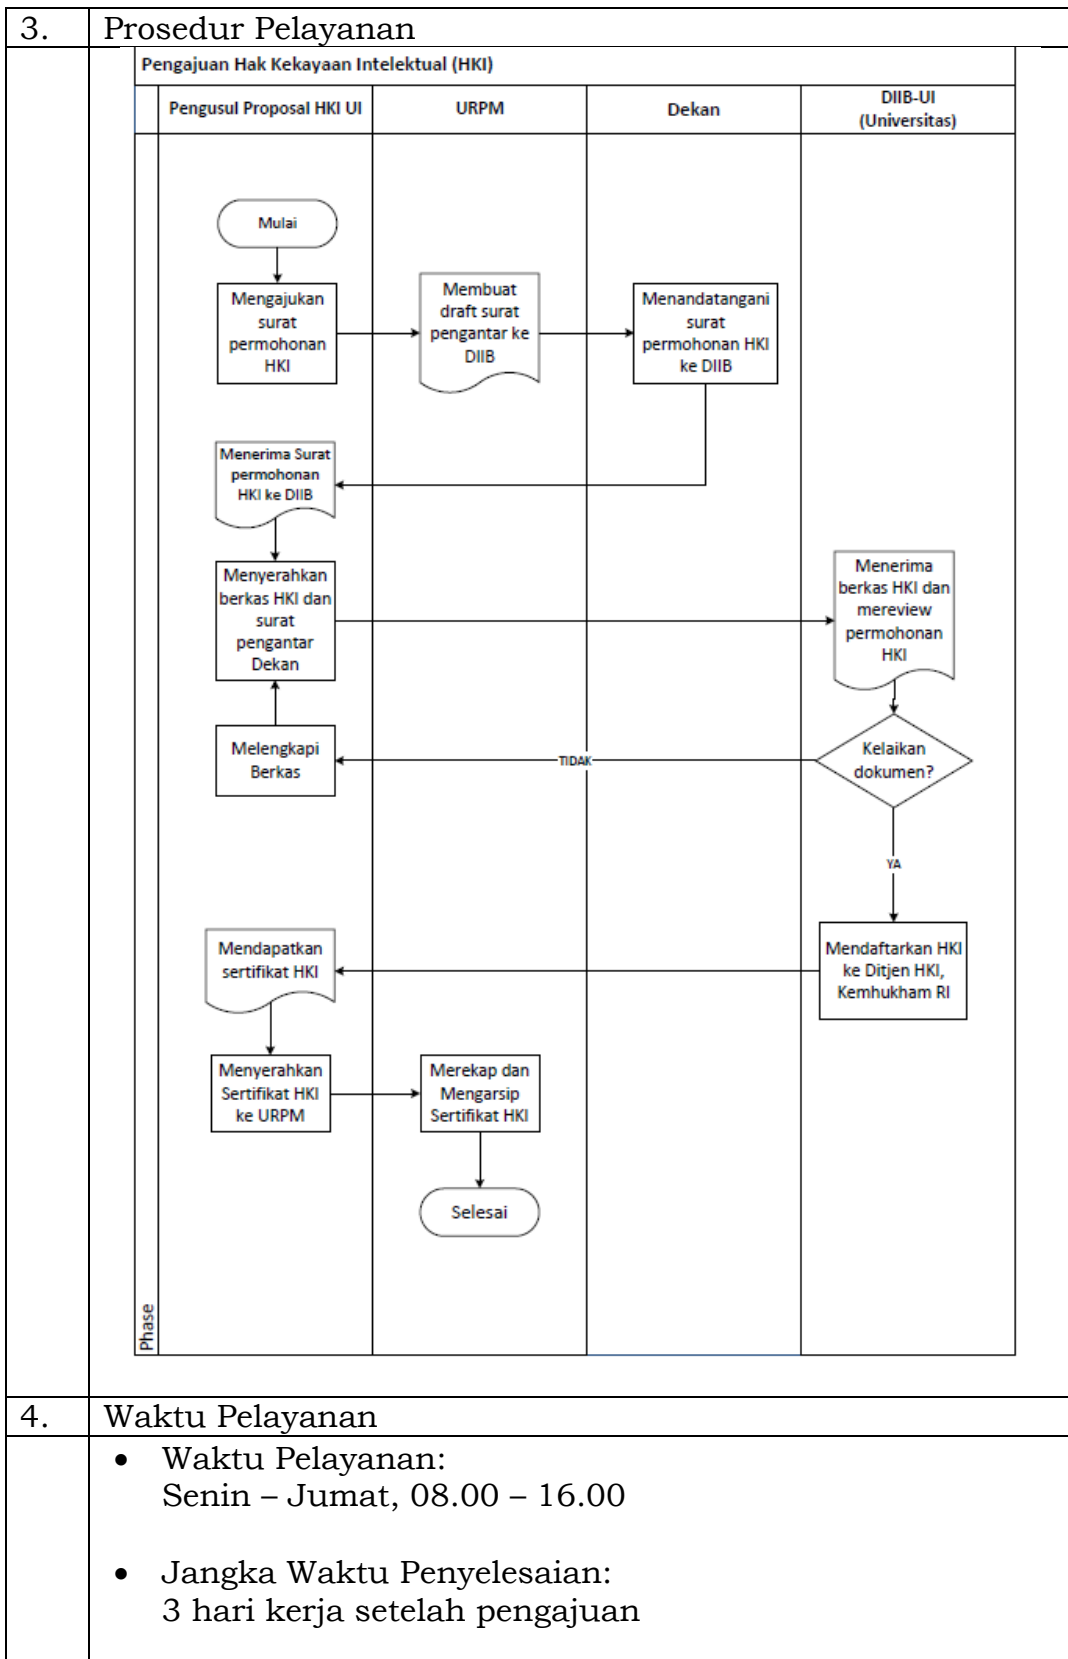 3. Prosedur Pelayanan
Pengajuan Hak Kekayaan Intelektual (HKI)
Pengusul Proposal HKI UI
URPM
Dekan
DIIB-UI
(Universitas)
Mulai
Mengajukan
surat
permohonan
HKI
Membuat
draft surat
pengantar ke
DIIB
Menandatangani
surat
permohonan HKI
ke DIIB
Menerima Surat
permohonan
HKI ke DIIB
Menyerahkan
berkas HKI dan
surat
pengantar
Dekan
Menerima
berkas HKI dan
mereview
permohonan
HKI
Kelaikan
dokumen?
TIDAK
Melengkapi
Berkas
YA
Mendaftarkan HKI
ke Ditjen HKI,
Kemhukham RI
Mendapatkan
sertifikat HKI
Menyerahkan
Sertifikat HKI
ke URPM
Merekap dan
Mengarsip
Sertifikat HKI
Selesai
Phase
4. Waktu Pelayanan
• Waktu Pelayanan:
Senin – Jumat, 08.00 – 16.00
• Jangka Waktu Penyelesaian:
3 hari kerja setelah pengajuan